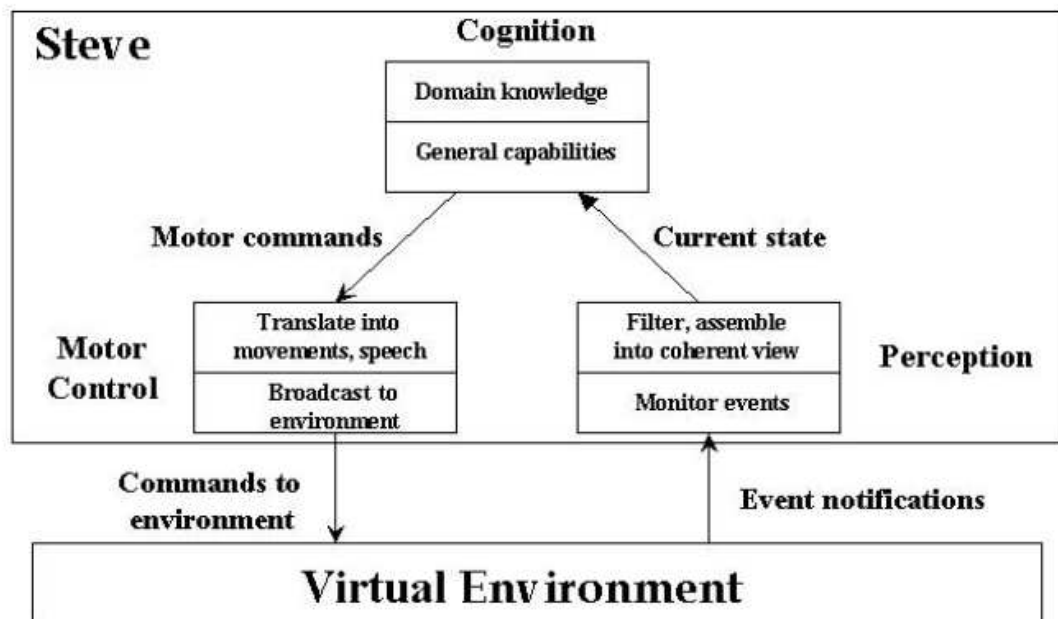 Steve
Cognition
Domain knowledge
General capabilities
Motor commands
Current state
Motor
Control
Translate into
movements, speech
Broadcast to
environment
Filter, assemble
into coherent view
Monitor events
Perception
Commands to
environment
Event notifications
Virtual Environment